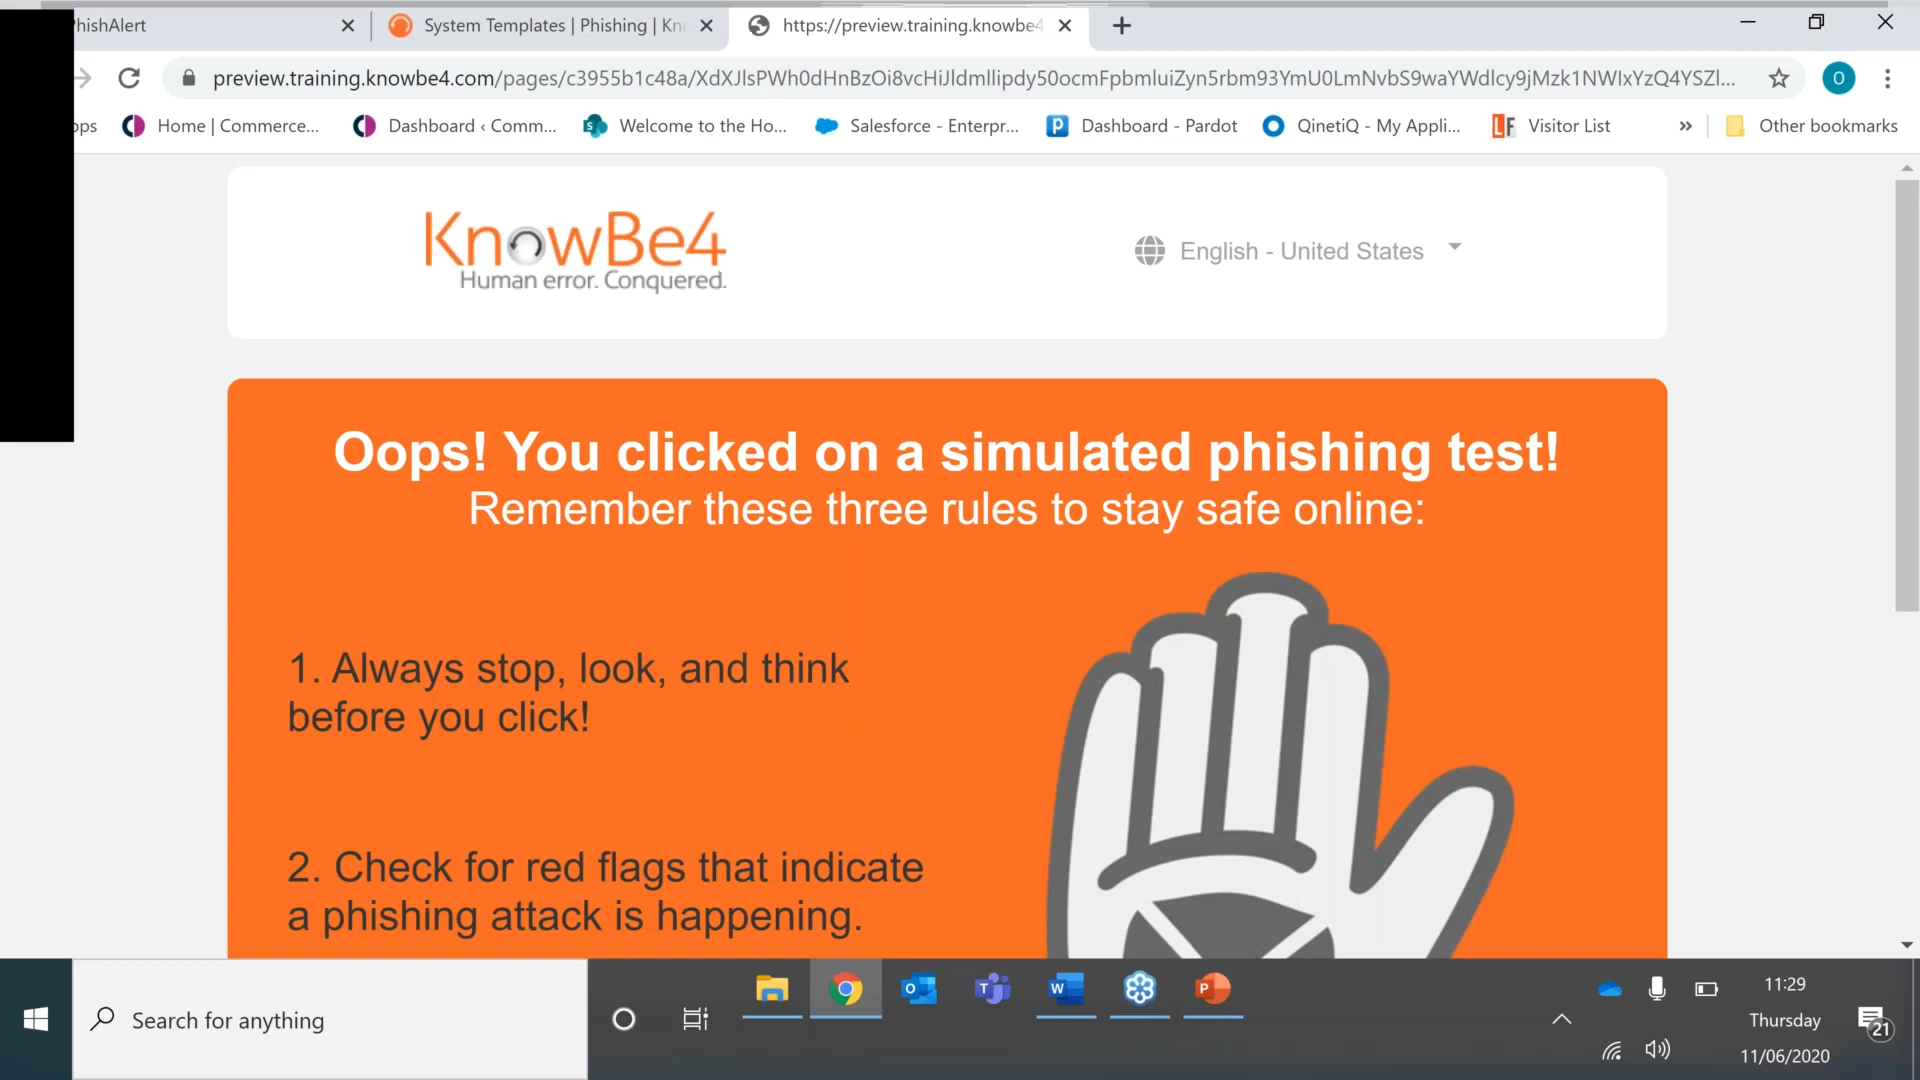 hishAlert
System Templates | Phishing | Kno
https://preview.training.knowbe4
preview.training.knowbe4.com/pages/c3955b1c48a/XdXJlsPWh0dHnBzOi8vcHiJldmllipdy50ocmFpbmluiZyn5rbm93YmU0LmNvbS9waYWdlcy9jMzk1NWIxYzQ4YSZl...
ops
Home | Commerce...
Dashboard ‹ Comm...
Welcome to the Ho...
Salesforce - Enterpr...
Dashboard - Pardot
QinetiQ - My Appli...
LF Visitor List
»
Other bookmarks
KnowBe4
Human error. Conquered.
English - United States
Oops! You clicked on a simulated phishing test!
Remember these three rules to stay safe online:
1. Always stop, look, and think
before you click!
2. Check for red flags that indicate
a phishing attack is happening.
Search for anything
11:29
Thursday
11/06/2020
21